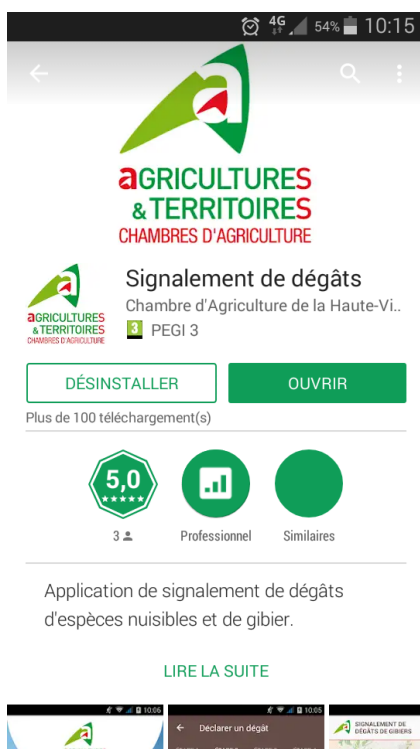 4G 54% 10:15
aGRICULTURES
& TERRITOIRES
CHAMBRES D'AGRICULTURE
Signalement de dégâts
aGRICULTURES
& TERRITOIRES
CHAMBRES D'AGRICULTURE
Chambre d'Agriculture de la Haute-Vi..
3 PEGI 3
DÉSINSTALLER OUVRIR
Plus de 100 téléchargement(s)
5,0
3 Professionnel Similaires
Application de signalement de dégâts
d'espèces nuisibles et de gibier.
LIRE LA SUITE
10:06 10:05
Déclarer un dégât
SIGNALEMENT DE
DÉGÂTS DE GIBIERS